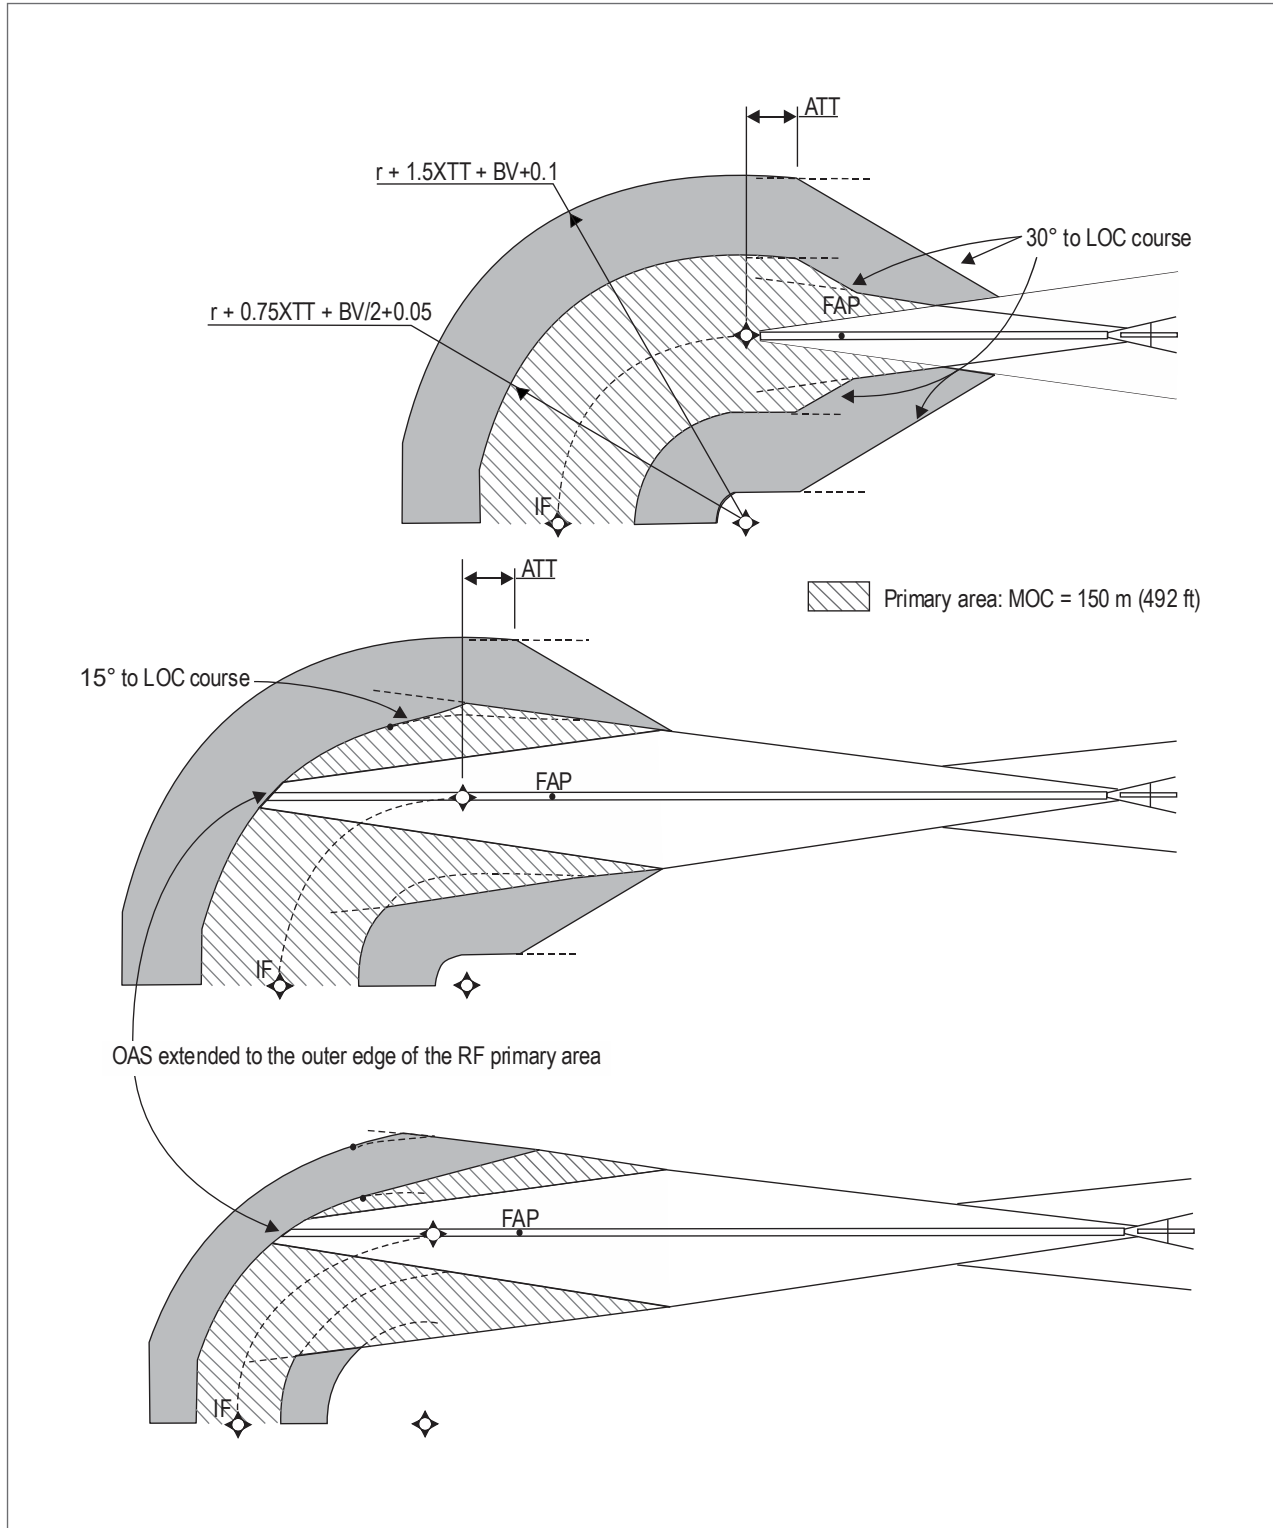 ATT
r + 1.5XTT + BV+0.1
30° to LOC course
FAP
r + 0.75XTT + BV/2+0.05
IF
ATT
Primary area: MOC = 150 m (492 ft)
15° to LOC course
FAP
IF
OAS extended to the outer edge of the RF primary area
FAP
IF